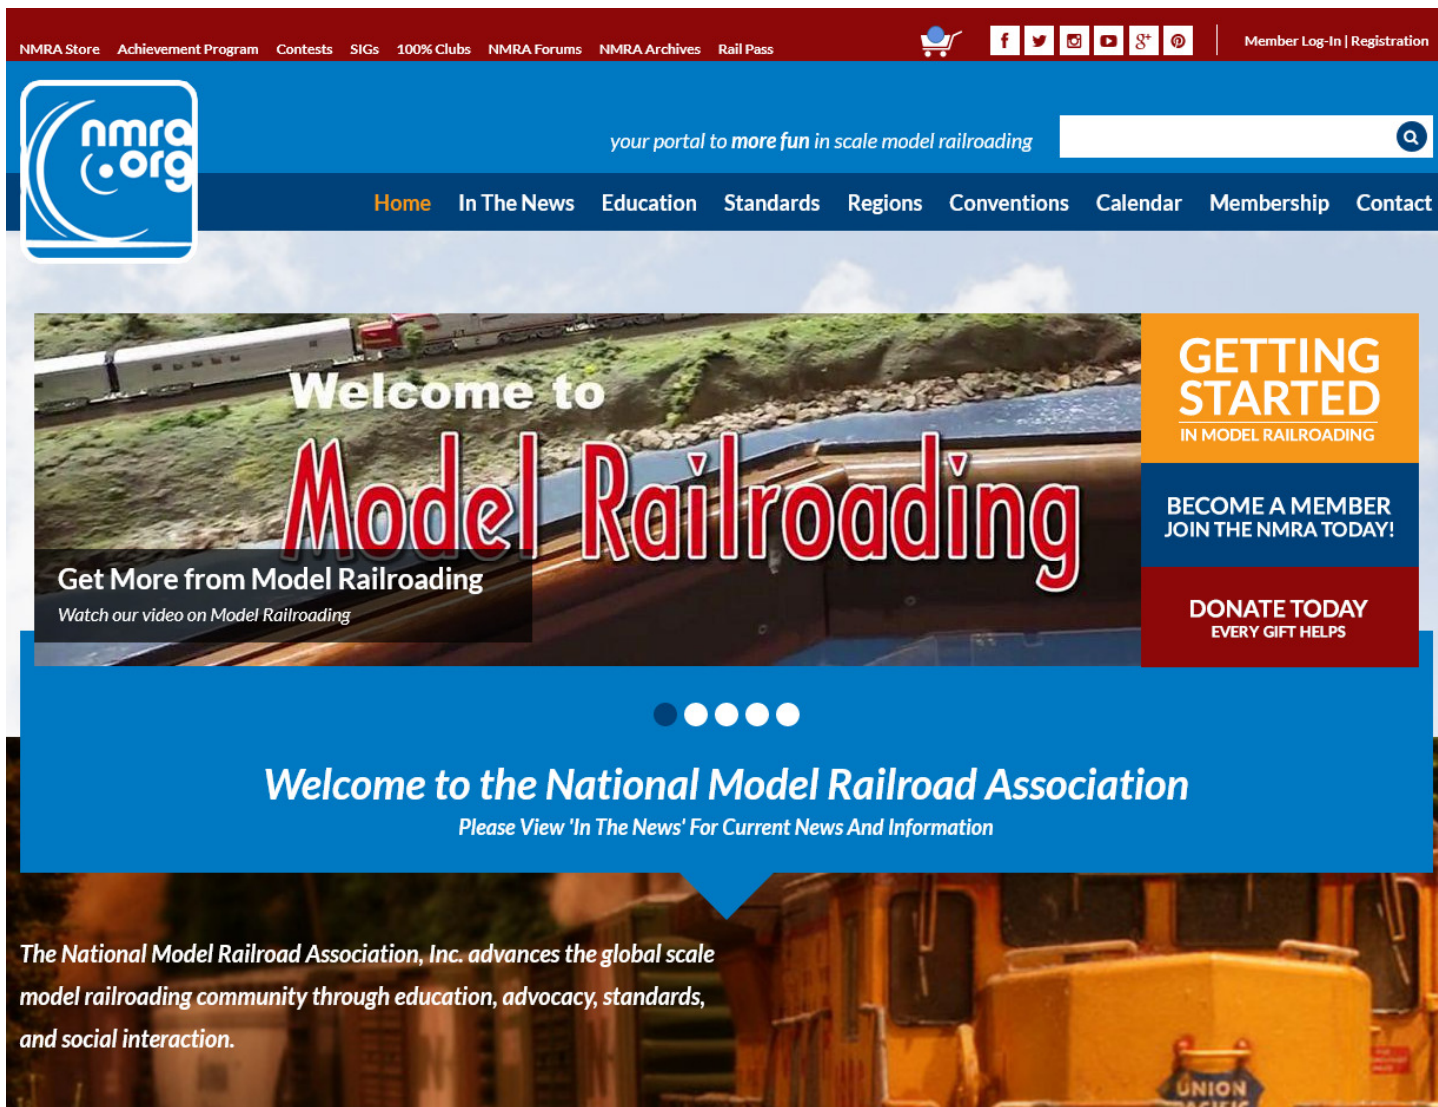 NMRA Store Achievement Program Contests SIGs 100% Clubs NMRA Forums NMRA Archives Rail Pass Member Log-In | Registration
nmra
.org
your portal to more fun in scale model railroading
Home In The News Education Standards Regions Conventions Calendar Membership Contact
Welcome to
Model Railroading
Get More from Model Railroading
Watch our video on Model Railroading
GETTING
STARTED
IN MODEL RAILROADING
BECOME A MEMBER
JOIN THE NMRA TODAY!
DONATE TODAY
EVERY GIFT HELPS
Welcome to the National Model Railroad Association
Please View 'In The News' For Current News And Information
The National Model Railroad Association, Inc. advances the global scale
model railroading community through education, advocacy, standards,
and social interaction.
UNION
PACIFIC